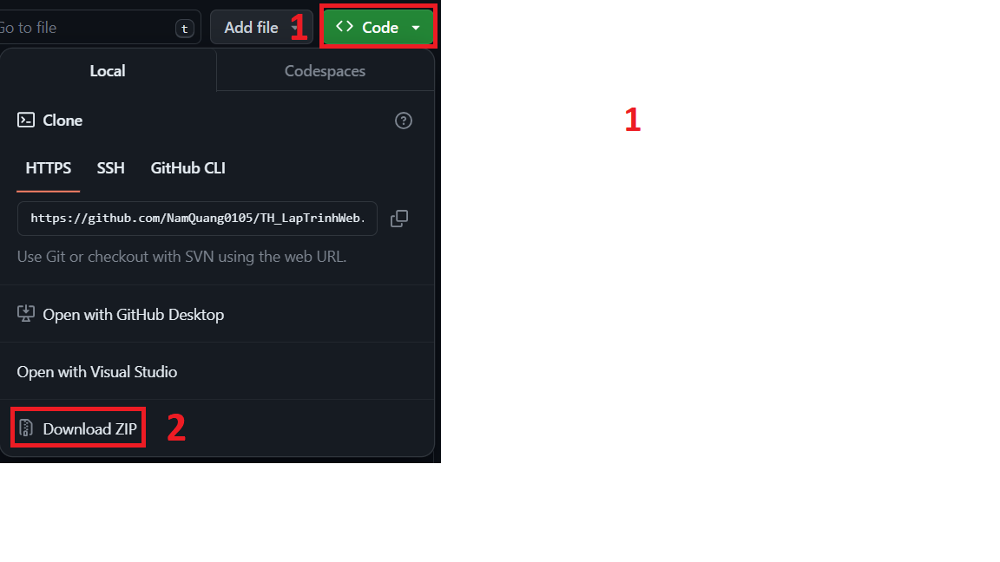 Go to file t Add file 1 <> Code
Local Codespaces
Clone
1
HTTPS SSH GitHub CLI
https://github.com/NamQuang0105/TH_LapTrinhWeb.
Use Git or checkout with SVN using the web URL.
Open with GitHub Desktop
Open with Visual Studio
Download ZIP 2